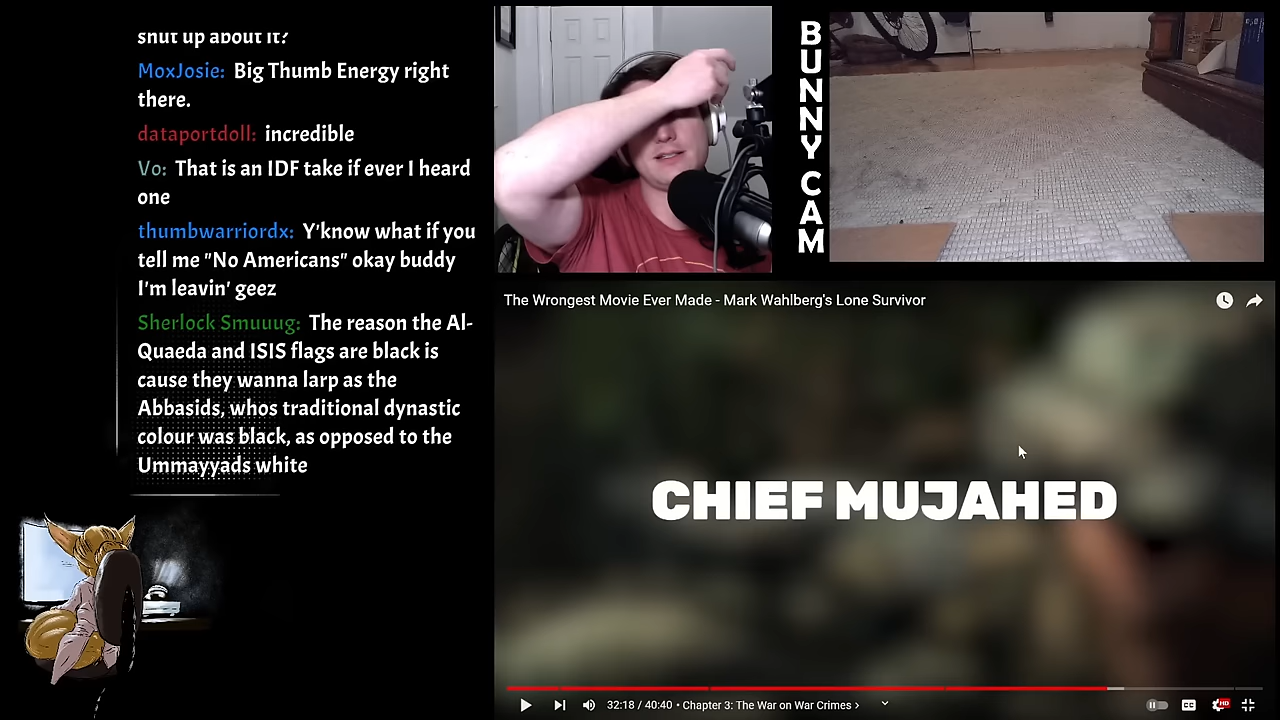 shut up about it?
MoxJosie: Big Thumb Energy right
there.
dataportdoll: incredible
Vo: That is an IDF take if ever I heard
one
thumbwarriordx: Y'know what if you
tell me "No Americans" okay buddy
I'm leavin' geez
Sherlock Smuuug: The reason the Al-
Quaeda and ISIS flags are black is
cause they wanna larp as the
Abbasids, whos traditional dynastic
colour was black, as opposed to the
Ummayyads white
BUNNY CAM
The Wrongest Movie Ever Made - Mark Wahlberg's Lone Survivor
CHIEF MUJAHED
32:18 / 40:40 • Chapter 3: The War on War Crimes ›
CC
HD